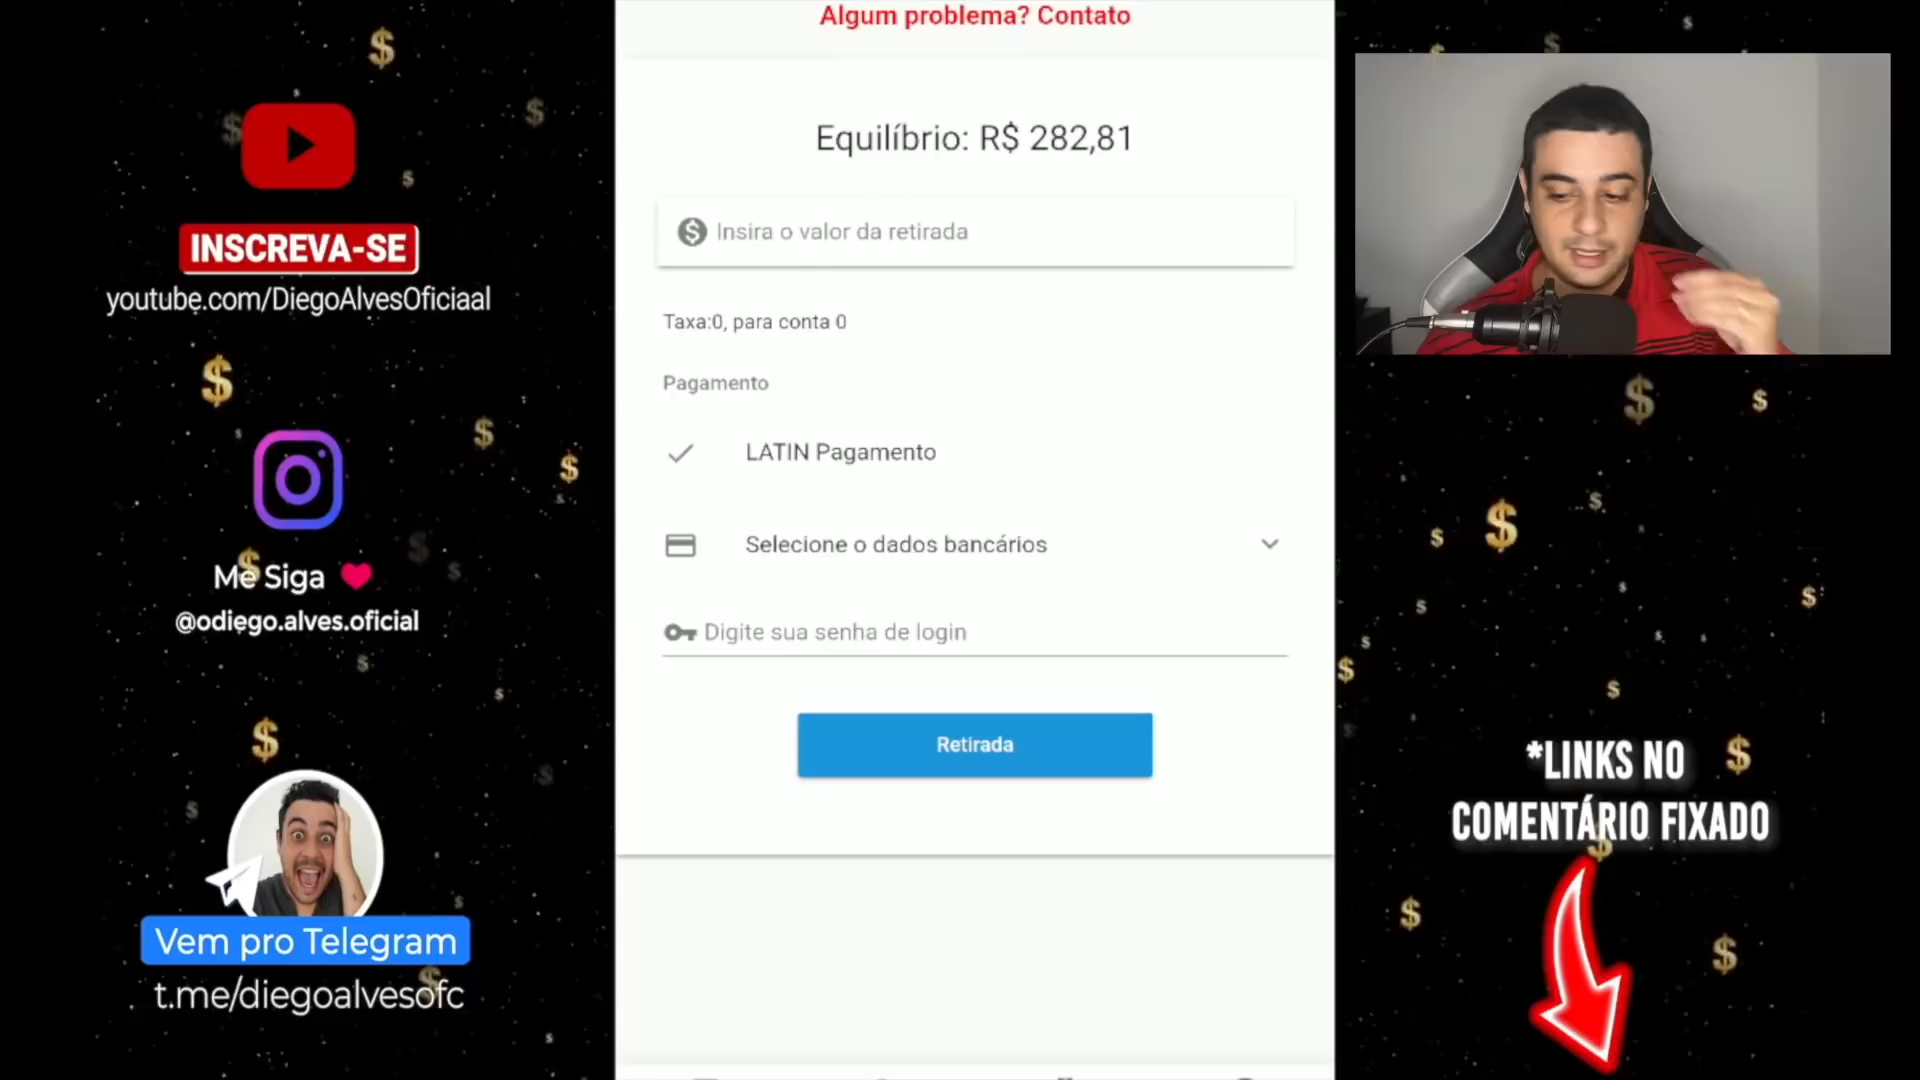 INSCREVA-SE
youtube.com/DiegoAlvesOficiaal
Me Siga
@odiego.alves.oficial
Vem pro Telegram
t.me/diegoalvesofc
Algum problema? Contato
Equilíbrio: R$ 282,81
Insira o valor da retirada
Taxa:0, para conta 0
Pagamento
LATIN Pagamento
Selecione o dados bancários
Digite sua senha de login
Retirada
*LINKS NO
COMENTÁRIO FIXADO